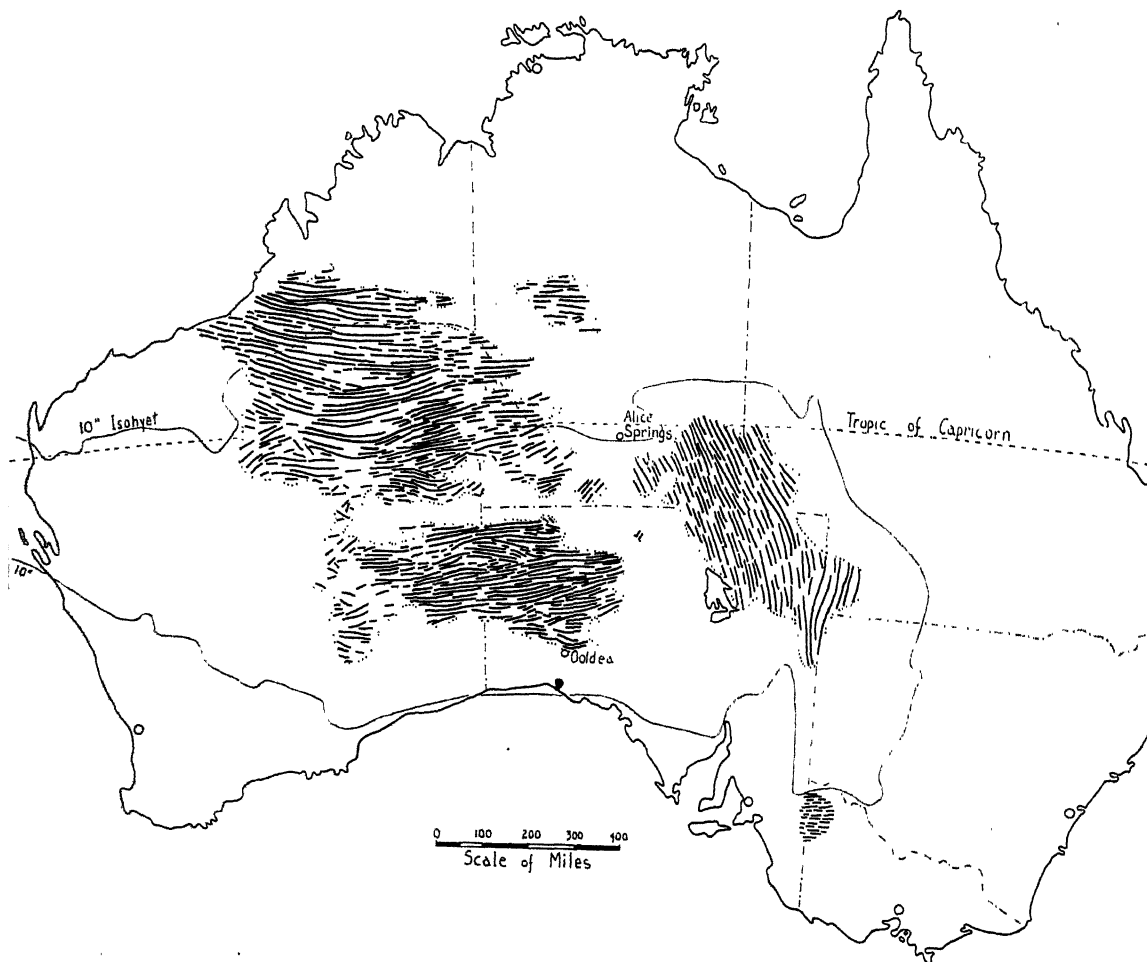 10" Isohyet
Alice
Springs
Tropic of Capricorn
10"
Ooldea
0 100 200 300 400
Scale of Miles